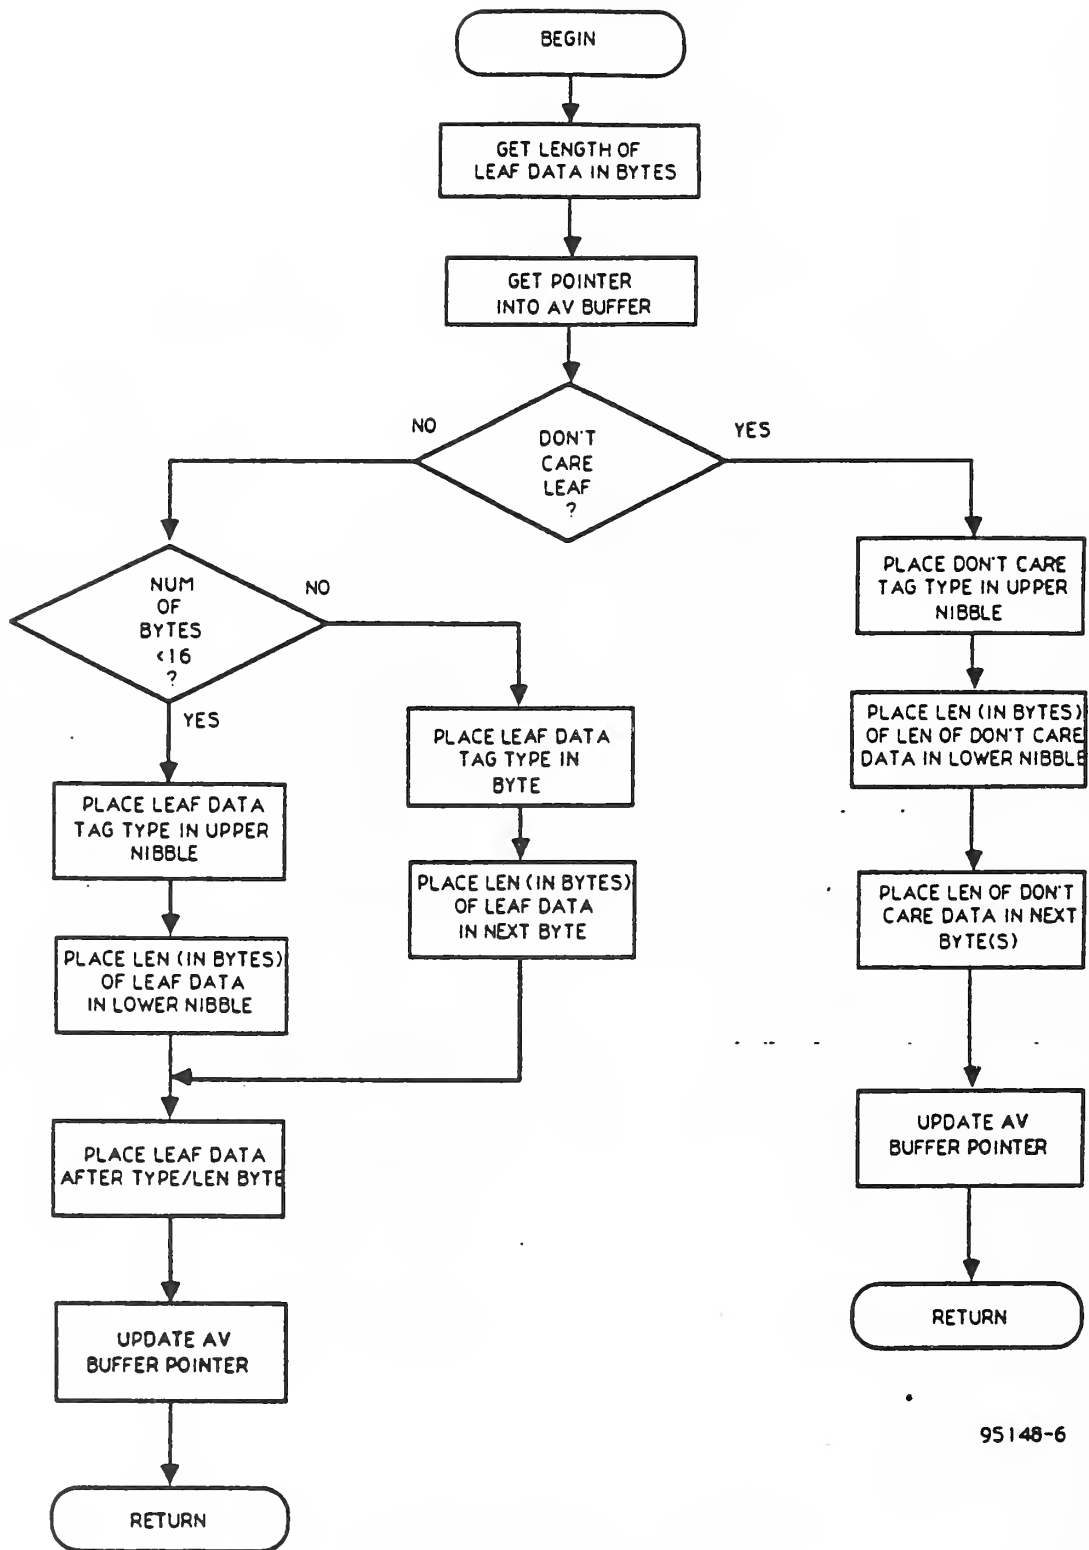 BEGIN
GET LENGTH OF
LEAF DATA IN BYTES
GET POINTER
INTO AV BUFFER
DON'T
CARE
LEAF
?
NO
YES
NUM
OF
BYTES
<16
?
NO
YES
PLACE LEAF DATA
TAG TYPE IN UPPER
NIBBLE
PLACE LEN (IN BYTES)
OF LEAF DATA
IN LOWER NIBBLE
PLACE LEAF DATA
TAG TYPE IN
BYTE
PLACE LEN (IN BYTES)
OF LEAF DATA
IN NEXT BYTE
PLACE LEAF DATA
AFTER TYPE/LEN BYTE
UPDATE AV
BUFFER POINTER
RETURN
PLACE DON'T CARE
TAG TYPE IN UPPER
NIBBLE
PLACE LEN (IN BYTES)
OF LEN OF DON'T CARE
DATA IN LOWER NIBBLE
PLACE LEN OF DON'T
CARE DATA IN NEXT
BYTE(S)
UPDATE AV
BUFFER POINTER
RETURN
95148-6